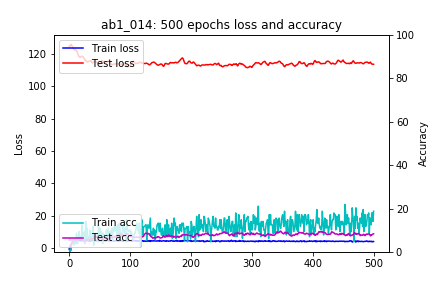 ab1_014: 500 epochs loss and accuracy
Train loss
Test loss
Train acc
Test acc
Loss
0
20
40
60
80
100
120
Accuracy
0
20
40
60
80
100
0
100
200
300
400
500